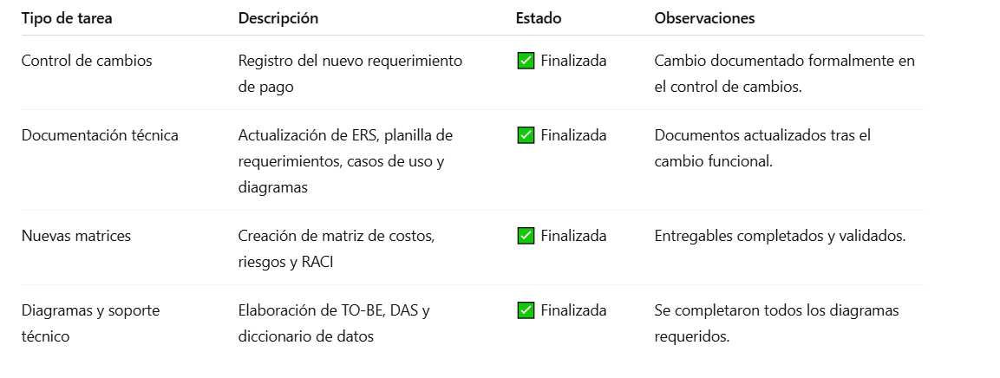 Tipo de tarea Descripción Estado Observaciones
Control de cambios Registro del nuevo requerimiento ✅ Finalizada Cambio documentado formalmente en
de pago el control de cambios.
Documentación técnica Actualización de ERS, planilla de ✅ Finalizada Documentos actualizados tras el
requerimientos, casos de uso y cambio funcional.
diagramas
Nuevas matrices Creación de matriz de costos, ✅ Finalizada Entregables completados y validados.
riesgos y RACI
Diagramas y soporte Elaboración de TO-BE, DAS y ✅ Finalizada Se completaron todos los diagramas
técnico diccionario de datos requeridos.